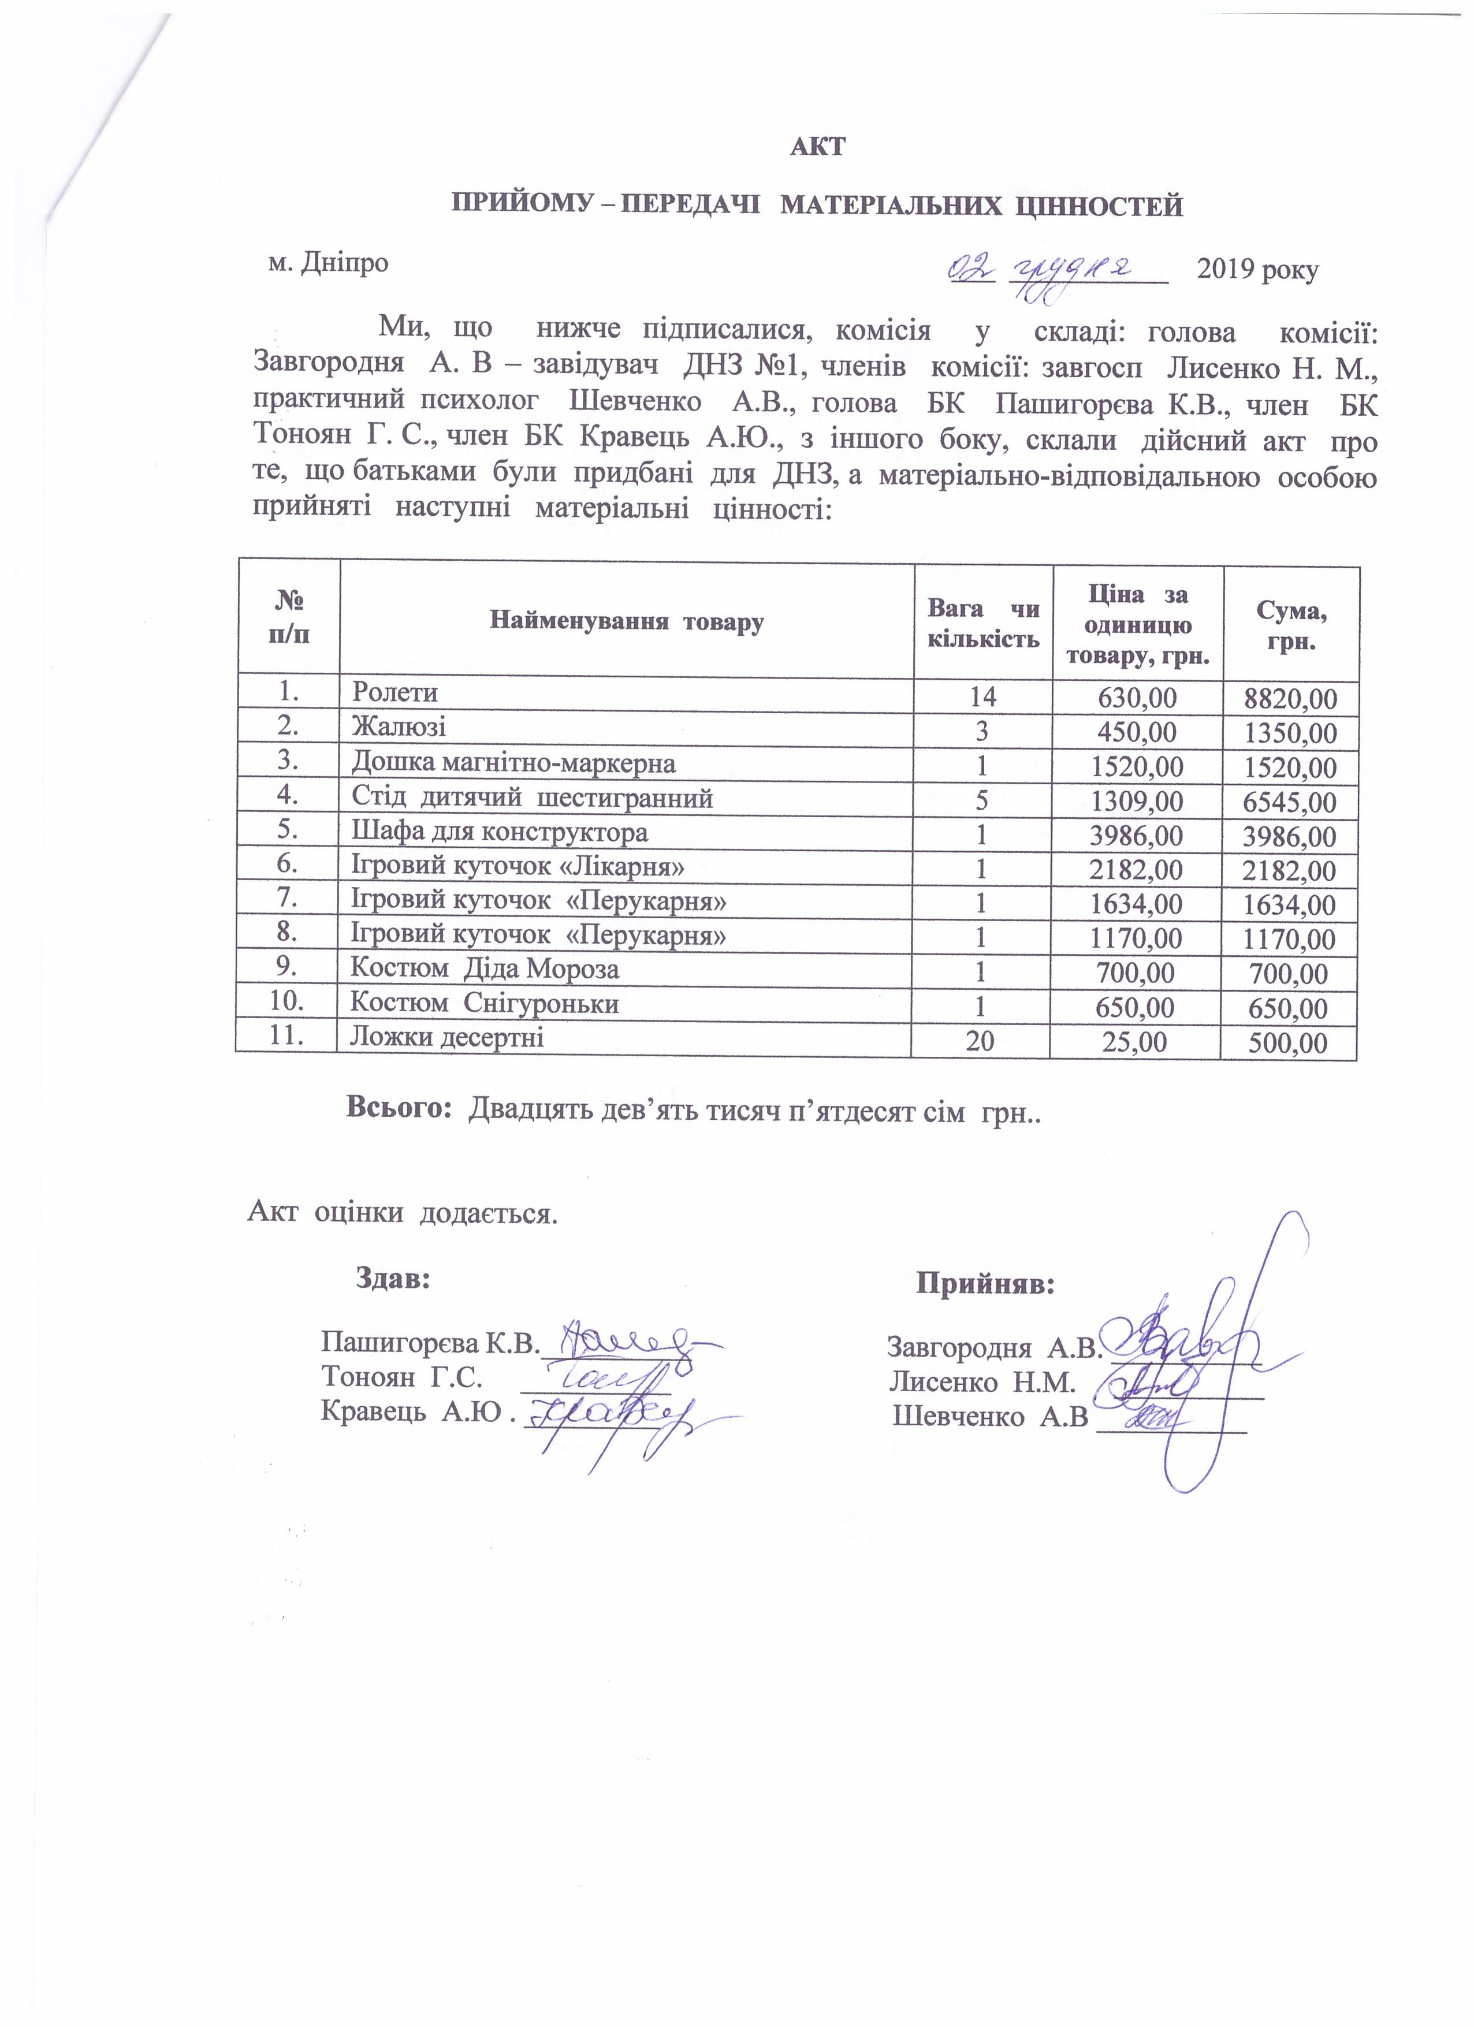 АКТ
ПРИЙОМУ – ПЕРЕДАЧІ МАТЕРІАЛЬНИХ ЦІННОСТЕЙ
м. Дніпро 02 грудня 2019 року
Ми, що нижче підписалися, комісія у складі: голова комісії:
Завгородня А. В – завідувач ДНЗ №1, членів комісії: завгосп Лисенко Н. М.,
практичний психолог Шевченко А.В., голова БК Пашигорєва К.В., член БК
Тоноян Г. С., член БК Кравець А.Ю., з іншого боку, склали дійсний акт про
те, що батьками були придбані для ДНЗ, а матеріально-відповідальною особою
прийняті наступні матеріальні цінності:
№ п/п Найменування товару Вага чи кількість Ціна за одиницю товару, грн. Сума, грн.
1. Ролети 14 630,00 8820,00
2. Жалюзі 3 450,00 1350,00
3. Дошка магнітно-маркерна 1 1520,00 1520,00
4. Стід дитячий шестигранний 5 1309,00 6545,00
5. Шафа для конструктора 1 3986,00 3986,00
6. Ігровий куточок «Лікарня» 1 2182,00 2182,00
7. Ігровий куточок «Перукарня» 1 1634,00 1634,00
8. Ігровий куточок «Перукарня» 1 1170,00 1170,00
9. Костюм Діда Мороза 1 700,00 700,00
10. Костюм Снігуроньки 1 650,00 650,00
11. Ложки десертні 20 25,00 500,00
Всього: Двадцять дев’ять тисяч п’ятдесят сім грн..
Акт оцінки додається.
Здав: Прийняв:
Пашигорєва К.В. Завгородня А.В.
Тоноян Г.С. Лисенко Н.М.
Кравець А.Ю . Шевченко А.В